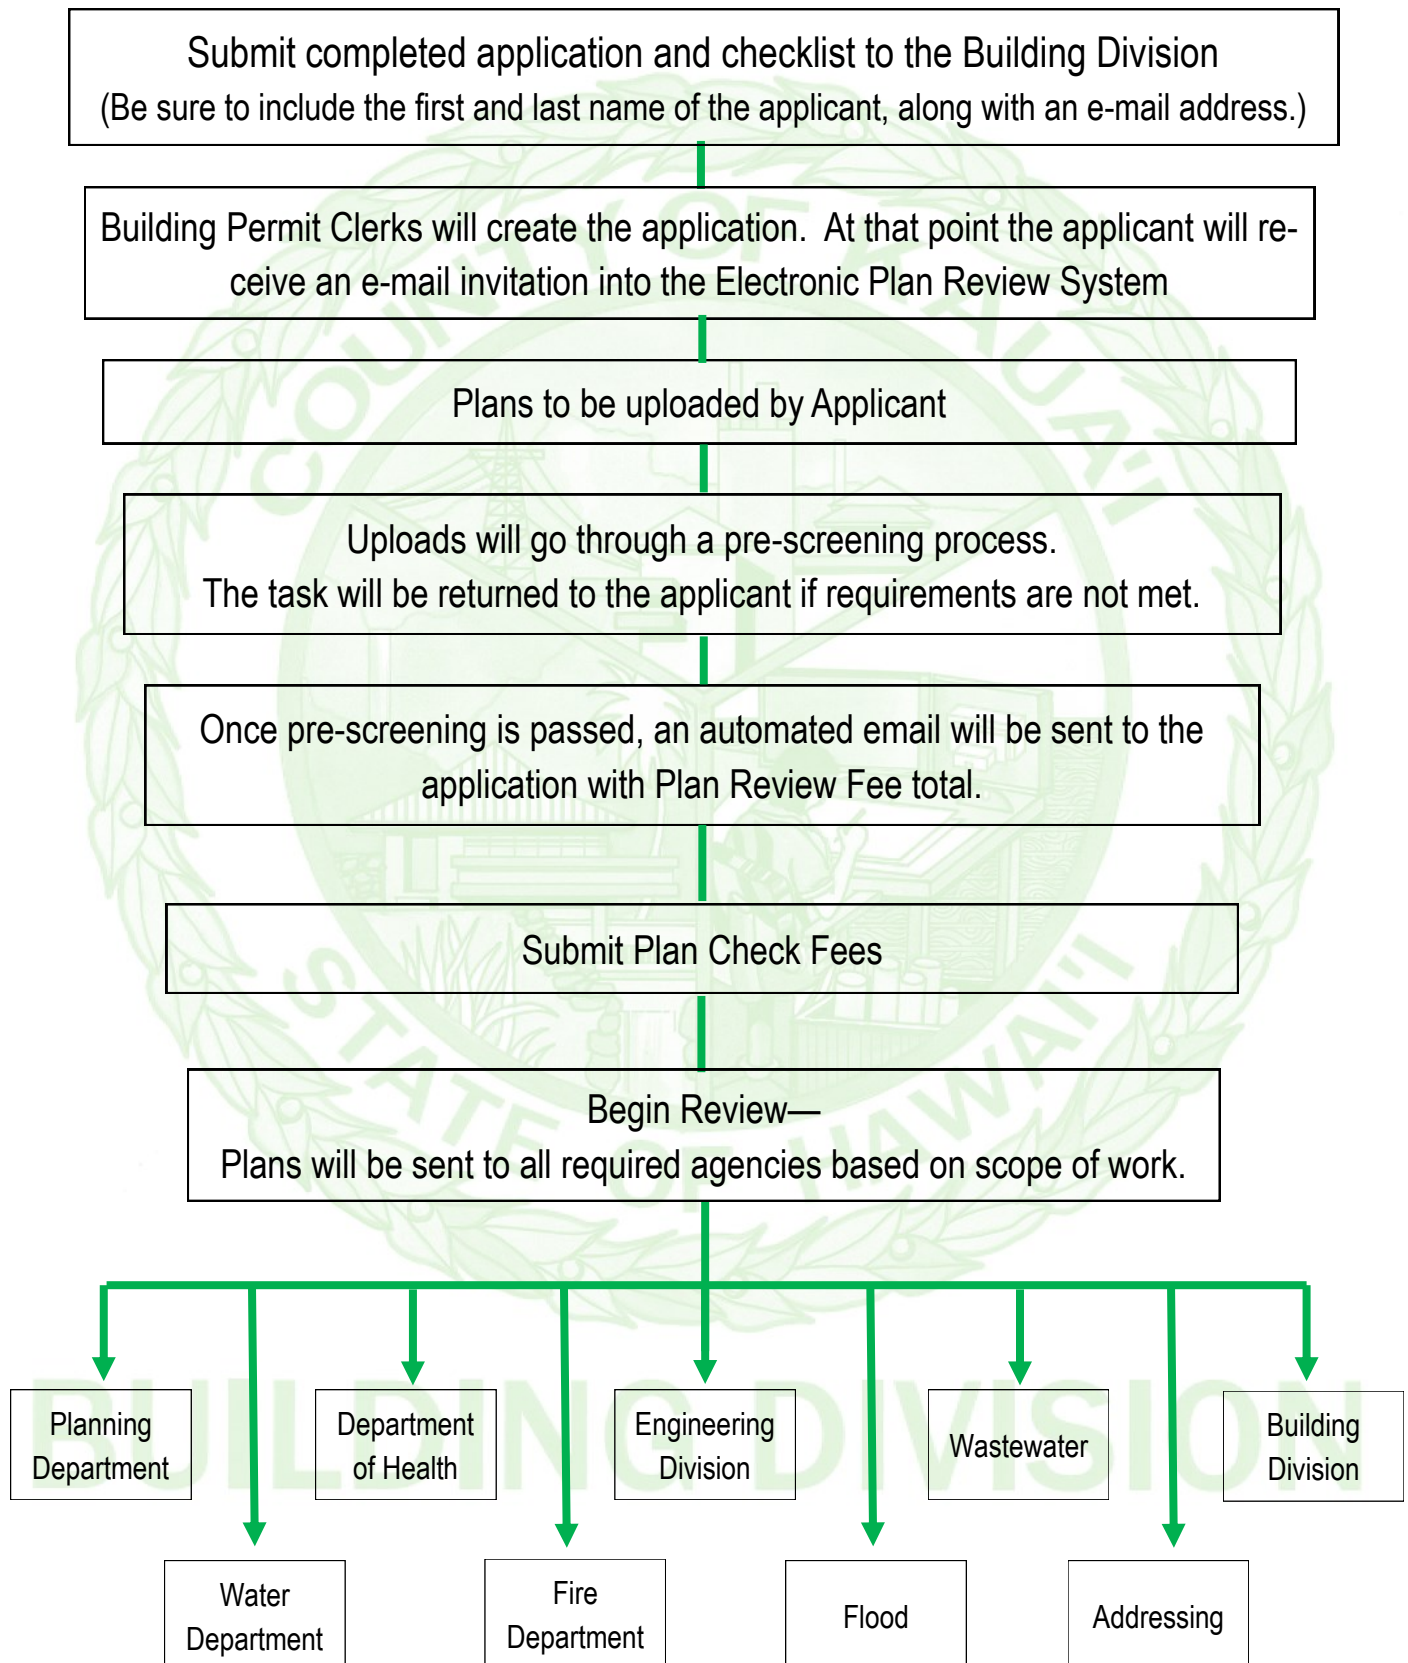 Submit completed application and checklist to the Building Division
(Be sure to include the first and last name of the applicant, along with an e-mail address.)
Building Permit Clerks will create the application.  At that point the applicant will re-
ceive an e-mail invitation into the Electronic Plan Review System
Plans to be uploaded by Applicant
Uploads will go through a pre-screening process.
The task will be returned to the applicant if requirements are not met.
Once pre-screening is passed, an automated email will be sent to the
application with Plan Review Fee total.
Submit Plan Check Fees
Begin Review—
Plans will be sent to all required agencies based on scope of work.
Planning
Department
Department
of Health
Engineering
Division
Wastewater
Building
Division
Water
Department
Fire
Department
Flood
Addressing
COUNTY OF KAUA'I
STATE OF HAWAI'I
BUILDING DIVISION